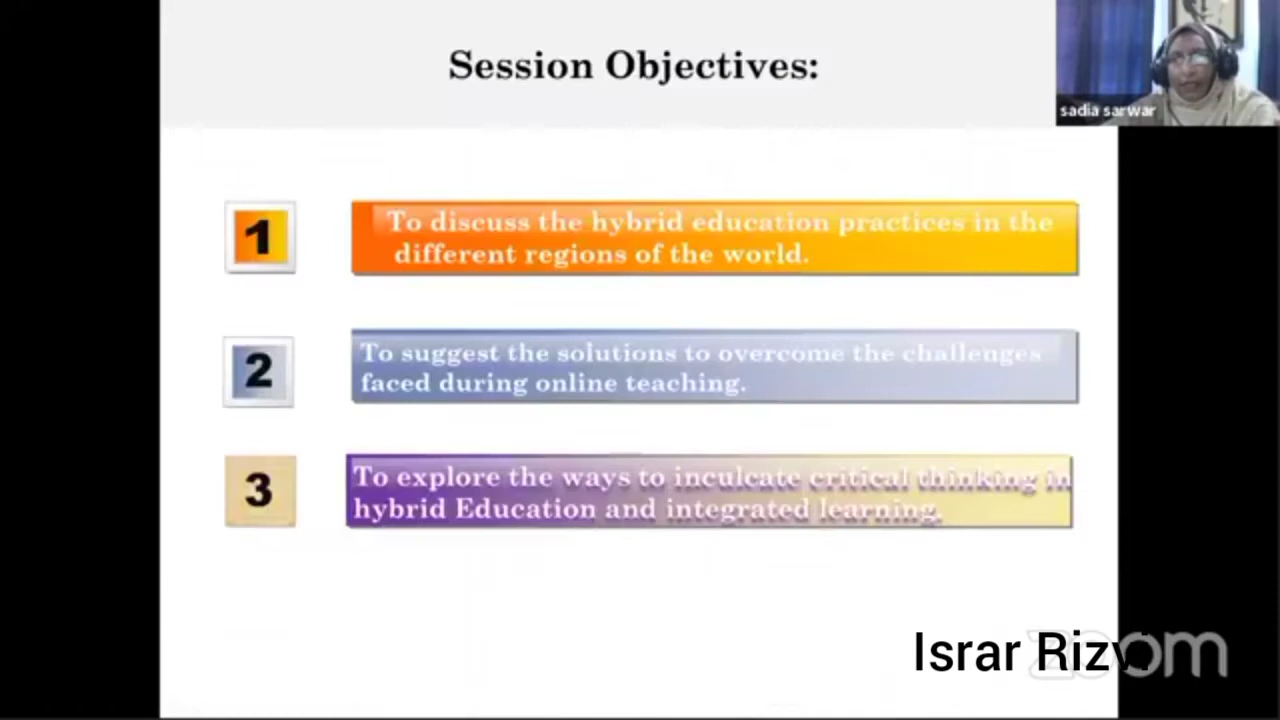 Session Objectives:
sadia sarwar
1
To discuss the hybrid education practices in the
different regions of the world.
2
To suggest the solutions to overcome the challenges
faced during online teaching.
3
To explore the ways to inculcate critical thinking in
hybrid Education and integrated learning.
Israr Rizvi
zoom